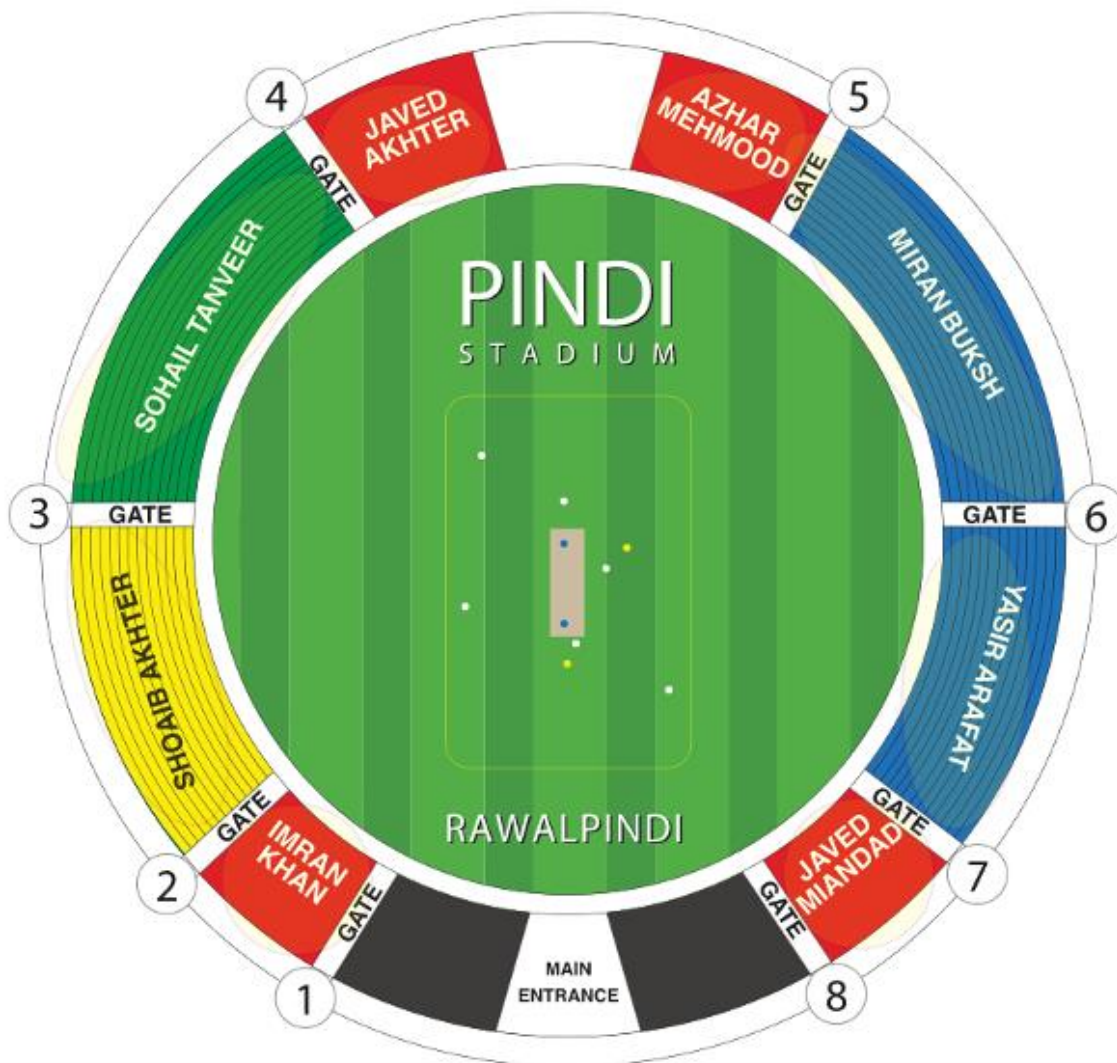 4
5
JAVED
AKHTER
AZHAR
MEHMOOD
GATE
GATE
SOHAIL TANVEER
MIRAN BUKSH
PINDI
STADIUM
3
GATE
GATE
6
SHOAIB AKHTER
YASIR ARAFAT
GATE
GATE
RAWALPINDI
IMRAN
KHAN
JAVED
MIANDAD
2
7
GATE
GATE
1
MAIN
ENTRANCE
8